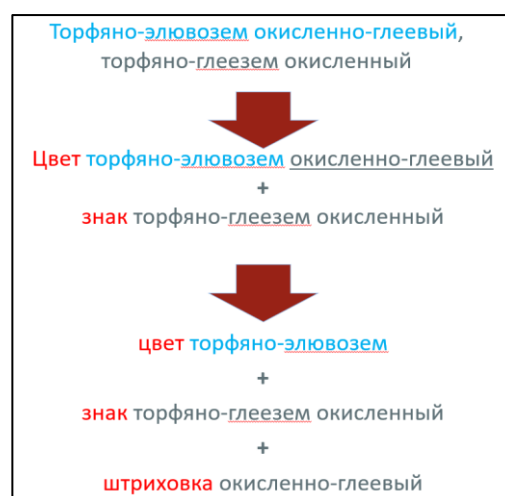 Торфяно-элювозем окисленно-глеевый,
торфяно-глеезем окисленный
Цвет торфяно-элювозем окисленно-глеевый
+
знак торфяно-глеезем окисленный
цвет торфяно-элювозем
+
знак торфяно-глеезем окисленный
+
штриховка окисленно-глеевый